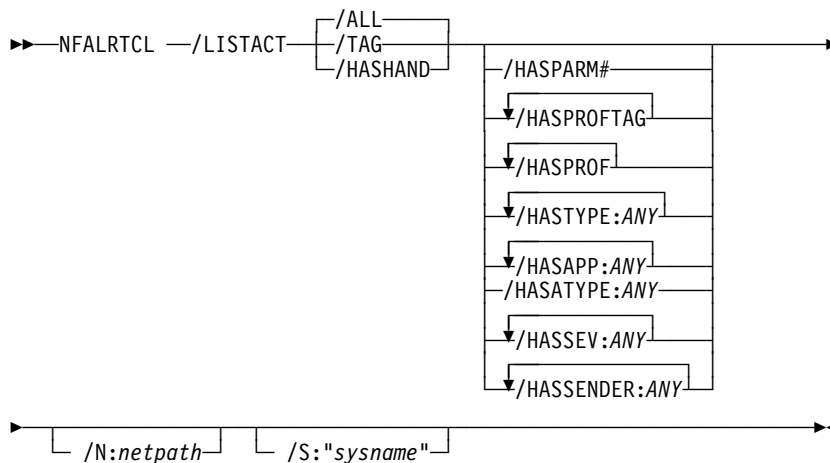 /ALL
NFALRTCL /LISTACT /TAG
/HASHAND /HASPARM#
/HASPROFTAG
/HASPROF
/HASTYPE:ANY
/HASAPP:ANY
/HASATYPE:ANY
/HASSEV:ANY
/HASSENDER:ANY
/N:netpath /S:"sysname"